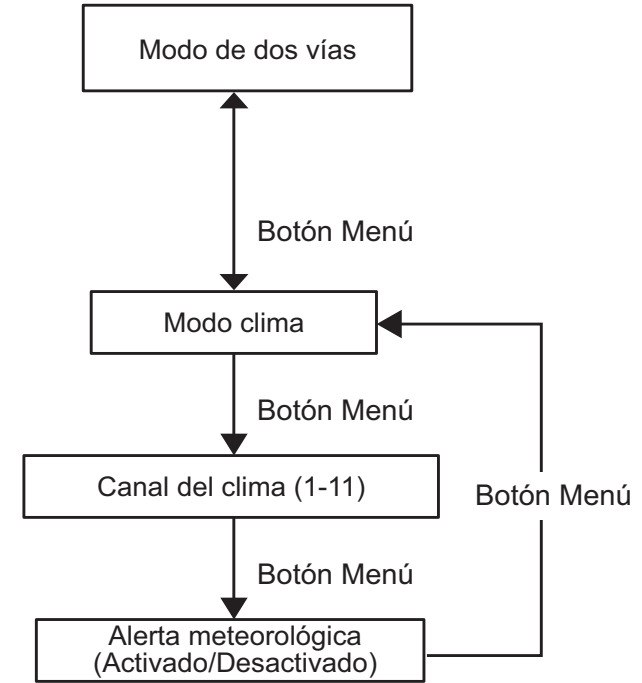 Modo de dos vías
Botón Menú
Modo clima
Botón Menú
Canal del clima (1-11)
Botón Menú
Botón Menú
Alerta meteorológica
(Activado/Desactivado)